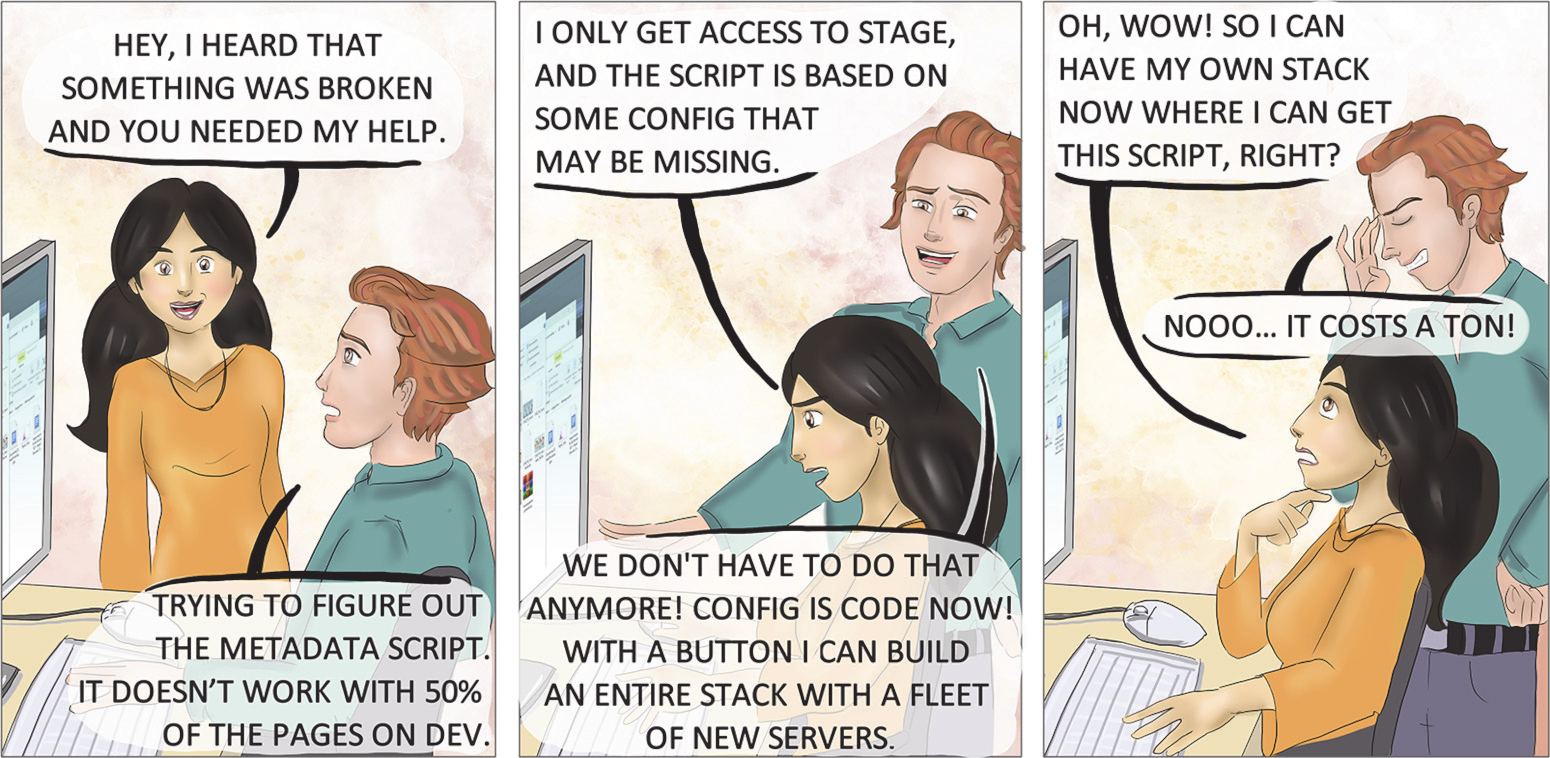 HEY, I HEARD THAT
SOMETHING WAS BROKEN
AND YOU NEEDED MY HELP.
TRYING TO FIGURE OUT
THE METADATA SCRIPT.
IT DOESN'T WORK WITH 50%
OF THE PAGES ON DEV.
I ONLY GET ACCESS TO STAGE,
AND THE SCRIPT IS BASED ON
SOME CONFIG THAT
MAY BE MISSING.
WE DON'T HAVE TO DO THAT
ANYMORE! CONFIG IS CODE NOW!
WITH A BUTTON I CAN BUILD
AN ENTIRE STACK WITH A FLEET
OF NEW SERVERS.
OH, WOW! SO I CAN
HAVE MY OWN STACK
NOW WHERE I CAN GET
THIS SCRIPT, RIGHT?
NOOO... IT COSTS A TON!